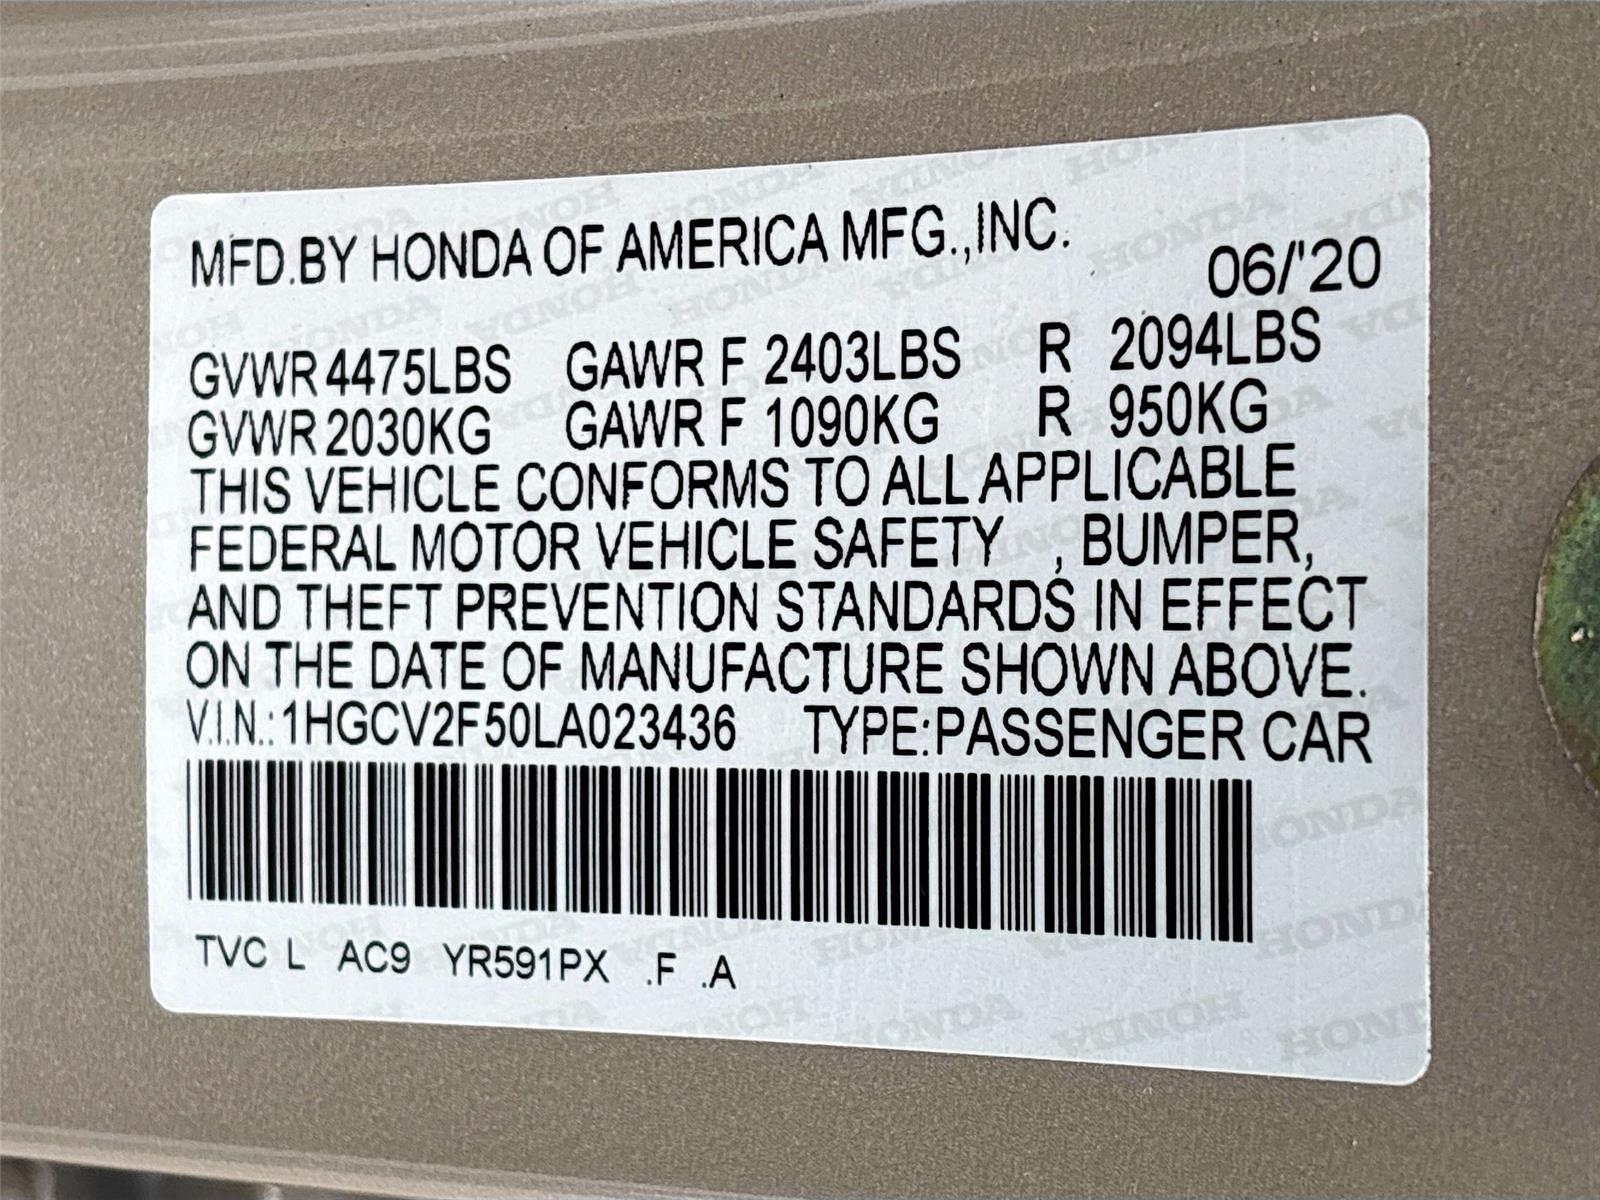 MFD.BY HONDA OF AMERICA MFG.,INC.
06/'20
GVWR 4475LBS GAWR F 2403LBS R 2094LBS
GVWR 2030KG GAWR F 1090KG R 950KG
THIS VEHICLE CONFORMS TO ALL APPLICABLE
FEDERAL MOTOR VEHICLE SAFETY , BUMPER,
AND THEFT PREVENTION STANDARDS IN EFFECT
ON THE DATE OF MANUFACTURE SHOWN ABOVE.
V.I.N.: 1HGCV2F50LA023436 TYPE:PASSENGER CAR
TVC L AC9 YR591PX .F .A